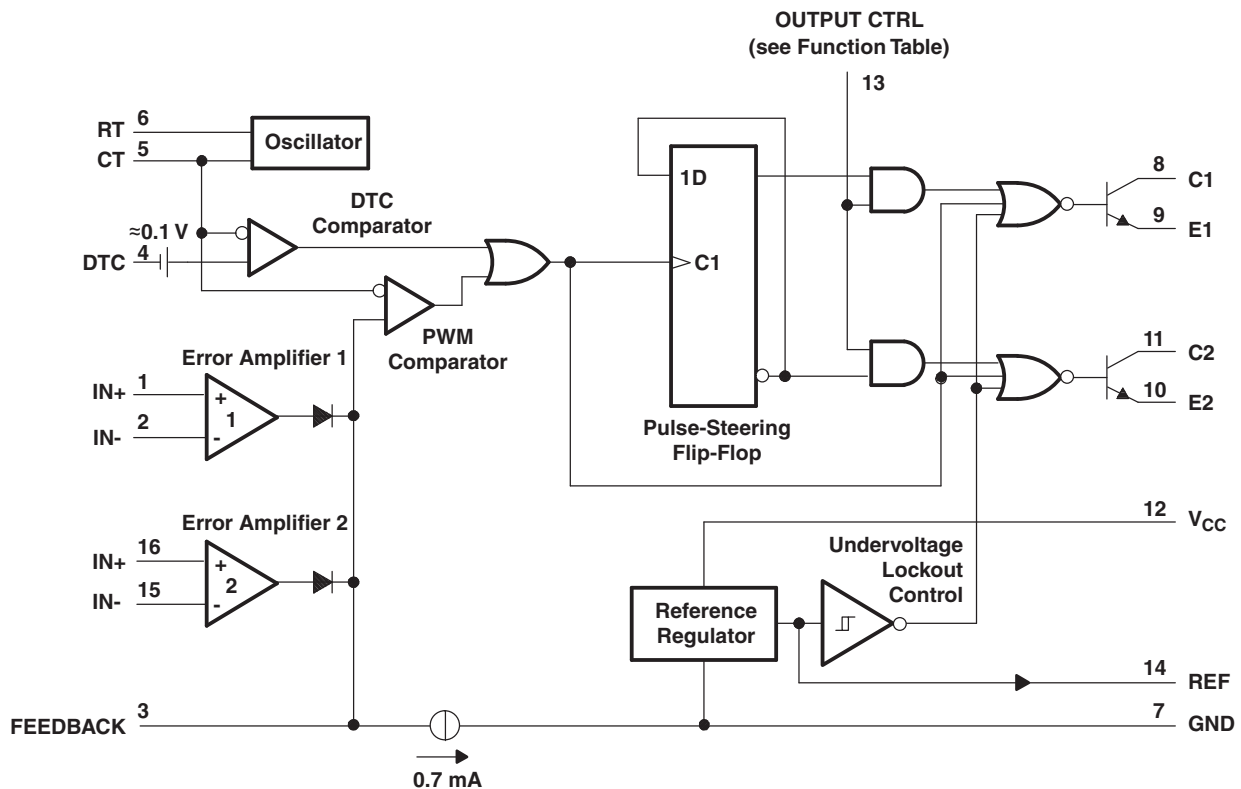 OUTPUT CTRL
(see Function Table)
13
RT 6
CT 5
Oscillator
DTC
Comparator
≈0.1 V
DTC 4
PWM
Comparator
1D
C1
Pulse-Steering
Flip-Flop
8 C1
9 E1
11 C2
10 E2
Error Amplifier 1
IN+ 1
IN- 2
+
1
-
Error Amplifier 2
IN+ 16
IN- 15
+
2
-
12 VCC
Undervoltage
Lockout
Control
Reference
Regulator
14 REF
7 GND
FEEDBACK 3
0.7 mA